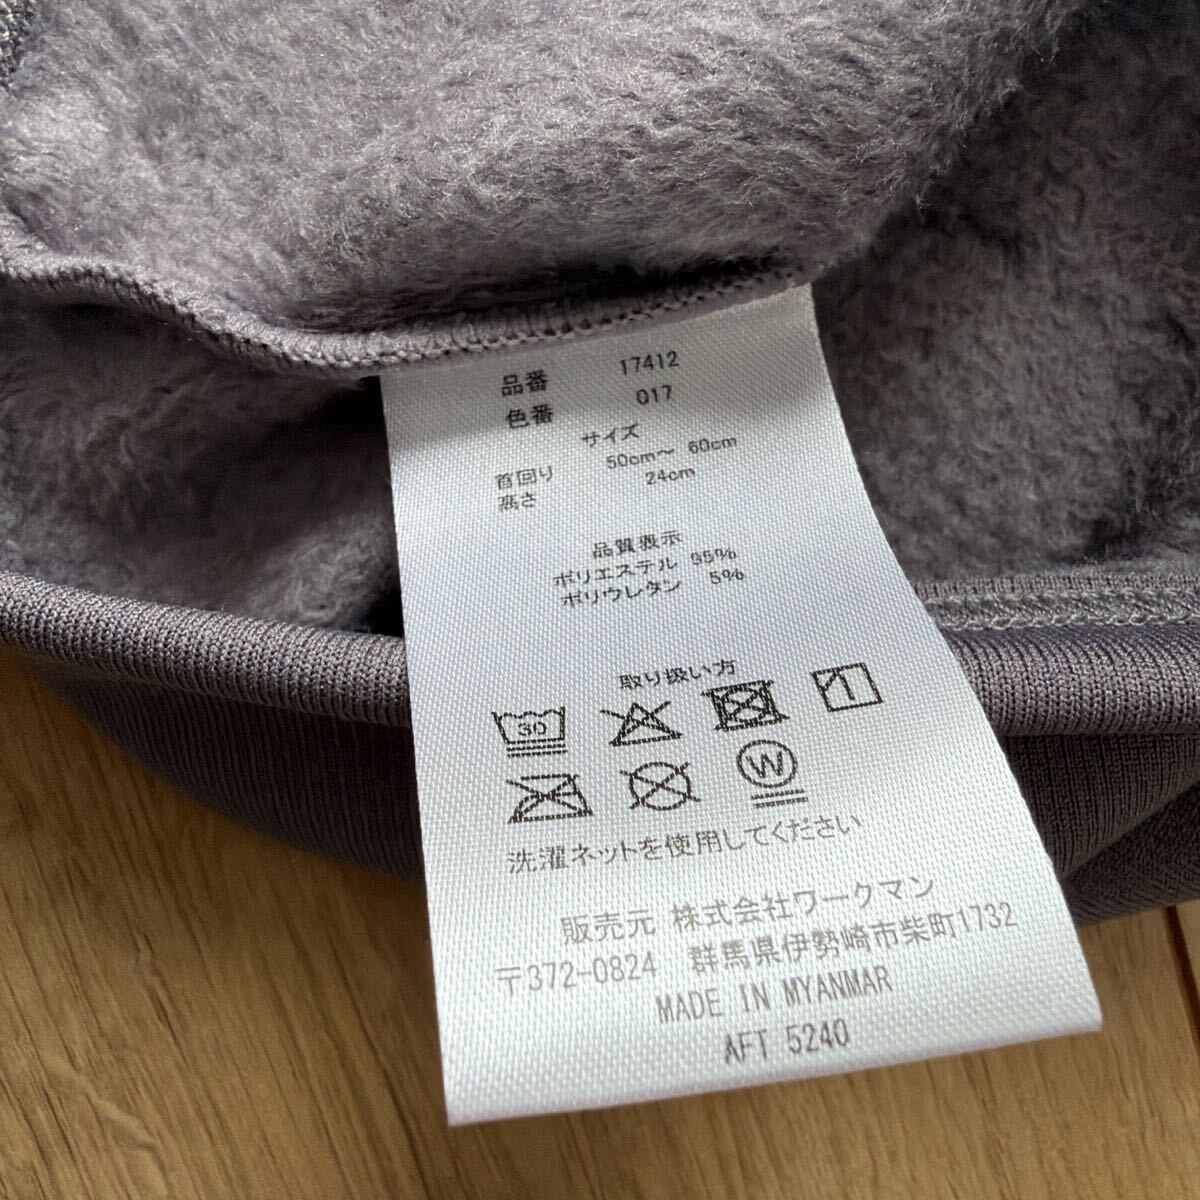 品番 17412
色番 017
サイズ
首回り 50cm～ 60cm
高さ 24cm
品質表示
ポリエステル 95%
ポリウレタン 5%
取り扱い方
30
1
W
洗濯ネットを使用してください
販売元 株式会社ワークマン
〒372-0824 群馬県伊勢崎市柴町1732
MADE IN MYANMAR
AFT 5240